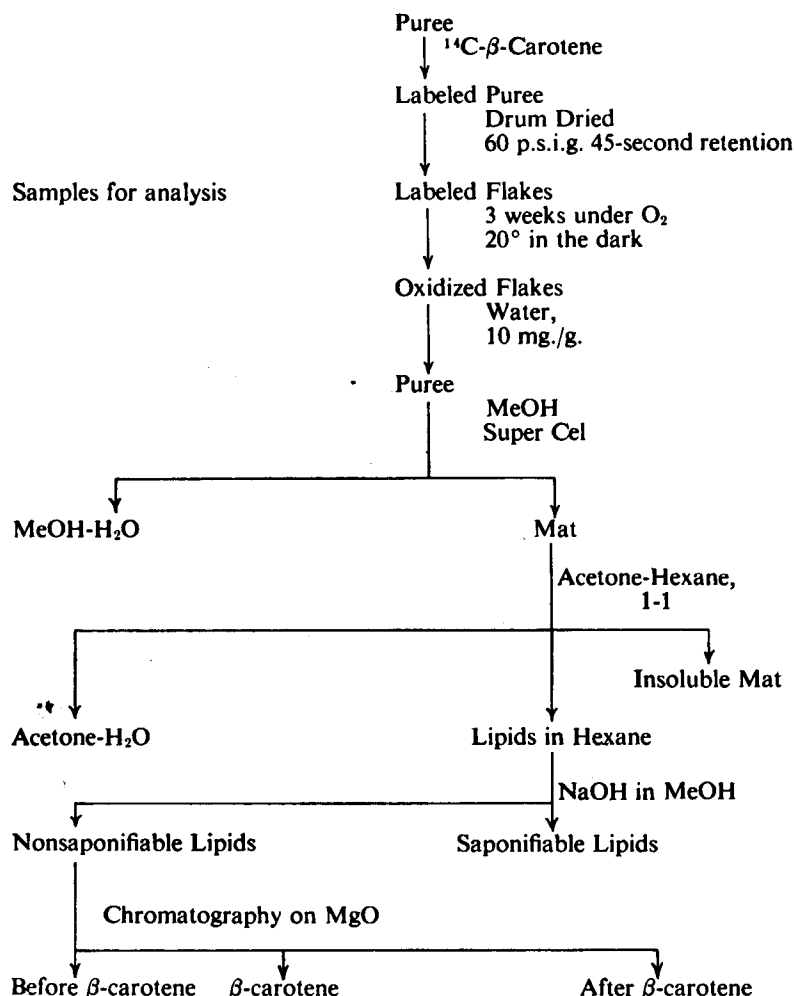 Puree
¹⁴C-β-Carotene
Labeled Puree
Drum Dried
60 p.s.i.g. 45-second retention
Samples for analysis
Labeled Flakes
3 weeks under O₂
20° in the dark
Oxidized Flakes
Water,
10 mg./g.
Puree
MeOH
Super Cel
MeOH-H₂O
Mat
Acetone-Hexane,
1-1
Insoluble Mat
Acetone-H₂O
Lipids in Hexane
NaOH in MeOH
Nonsaponifiable Lipids
Saponifiable Lipids
Chromatography on MgO
Before β-carotene
β-carotene
After β-carotene